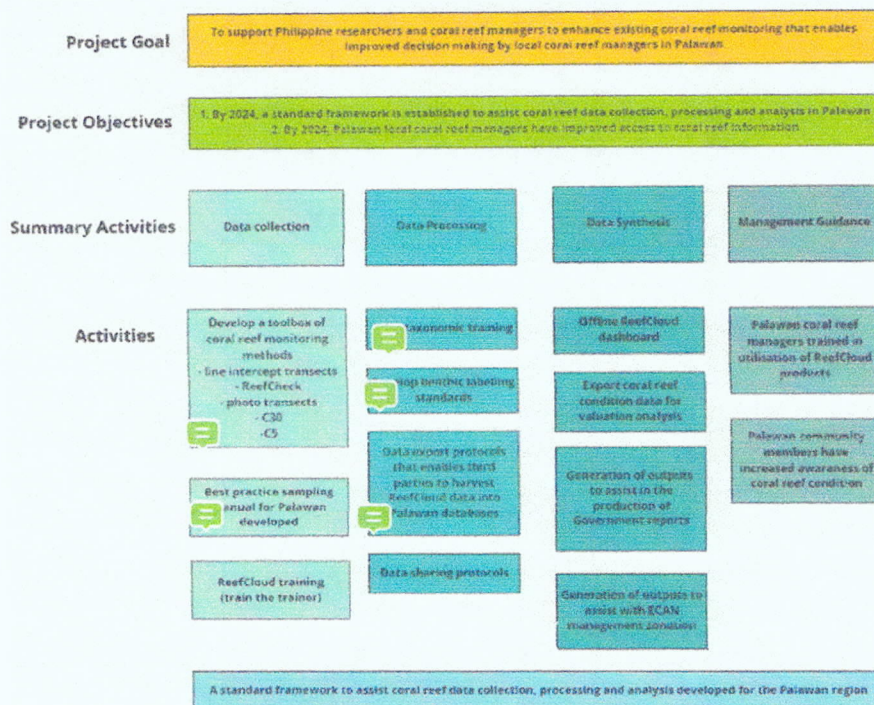 Project Goal
To support Philippine researchers and coral reef managers to enhance existing coral reef monitoring that enables
improved decision making by local coral reef managers in Palawan
Project Objectives
1. By 2024, a standard framework is established to assist coral reef data collection, processing and analysis in Palawan
2. By 2024, Palawan local coral reef managers have improved access to coral reef information
Summary Activities
Data collection
Data Processing
Data Synthesis
Management Guidance
Activities
Develop a toolbox of
coral reef monitoring
methods
- line intercept transects
- ReefCheck
- photo transects
- C30
-C5
Best practice sampling
anual for Palawan
developed
ReefCloud training
(train the trainer)
axonomic training
lop benthic labelling
standards
Data export protocols
that enables third
parties to harvest
ReefCloud data into
Palawan databases
Data sharing protocols
Offline ReefCloud
dashboard
Export coral reef
condition data for
valuation analysis
Generation of outputs
to assist in the
production of
Government reports
Generation of outputs to
assist with ECAN
management zonation
Palawan coral reef
managers trained in
utilisation of ReefCloud
products
Palawan community
members have
increased awareness of
coral reef condition
A standard framework to assist coral reef data collection, processing and analysis developed for the Palawan region